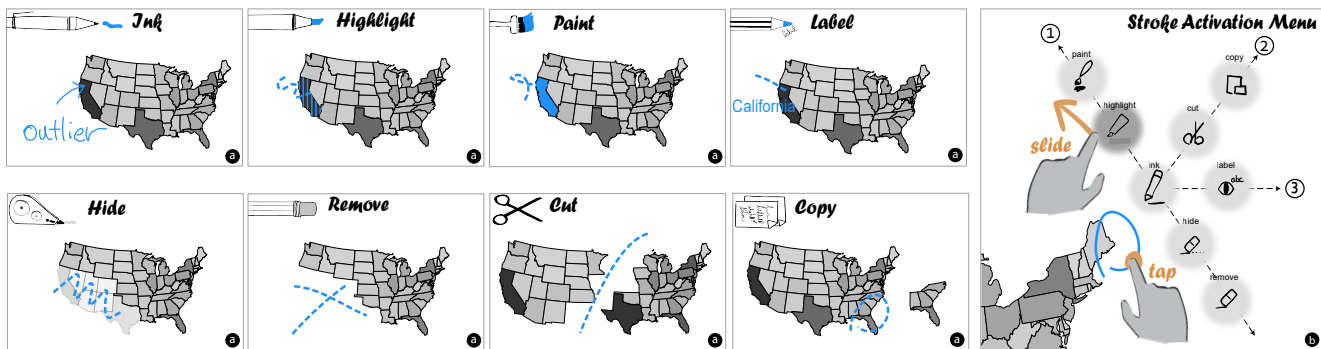 Ink
Outlier
a
Highlight
a
Paint
a
Label
California
a
Hide
a
Remove
a
Cut
a
Copy
a
Stroke Activation Menu
1
2
paint
copy
highlight
cut
slide
ink
label
abc
3
hide
tap
remove
b